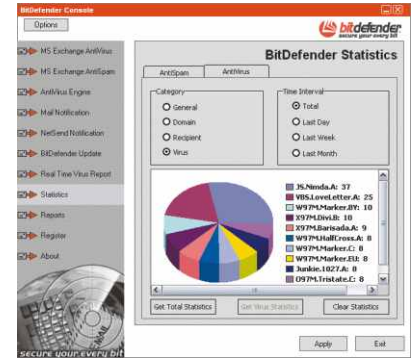 BitDefender Console
Options
bitdefender
secure your every bit
MS Exchange AntiVirus
MS Exchange AntiSpam
AntiVirus Engine
Mail Notification
NetSend Notification
BitDefender Update
Real Time Virus Report
Statistics
Reports
Register
About
BitDefender Statistics
AntiSpam
AntiVirus
Category
General
Domain
Recipient
Virus
Time Interval
Total
Last Day
Last Week
Last Month
JS.Nimda.A: 37
VBS.LoveLetter.A: 25
W97M.Marker.BY: 10
X97M.Divi.B: 10
X97M.Barisada.A: 9
W97M.HalfCross.A: 8
W97M.Marker.C: 8
W97M.Marker.EU: 8
Junkie.1027.A: 8
O97M.Tristate.C: 8
Get Total Statistics
Get Virus Statistics
Clear Statistics
Apply
Exit
MAIL
secure your every bit